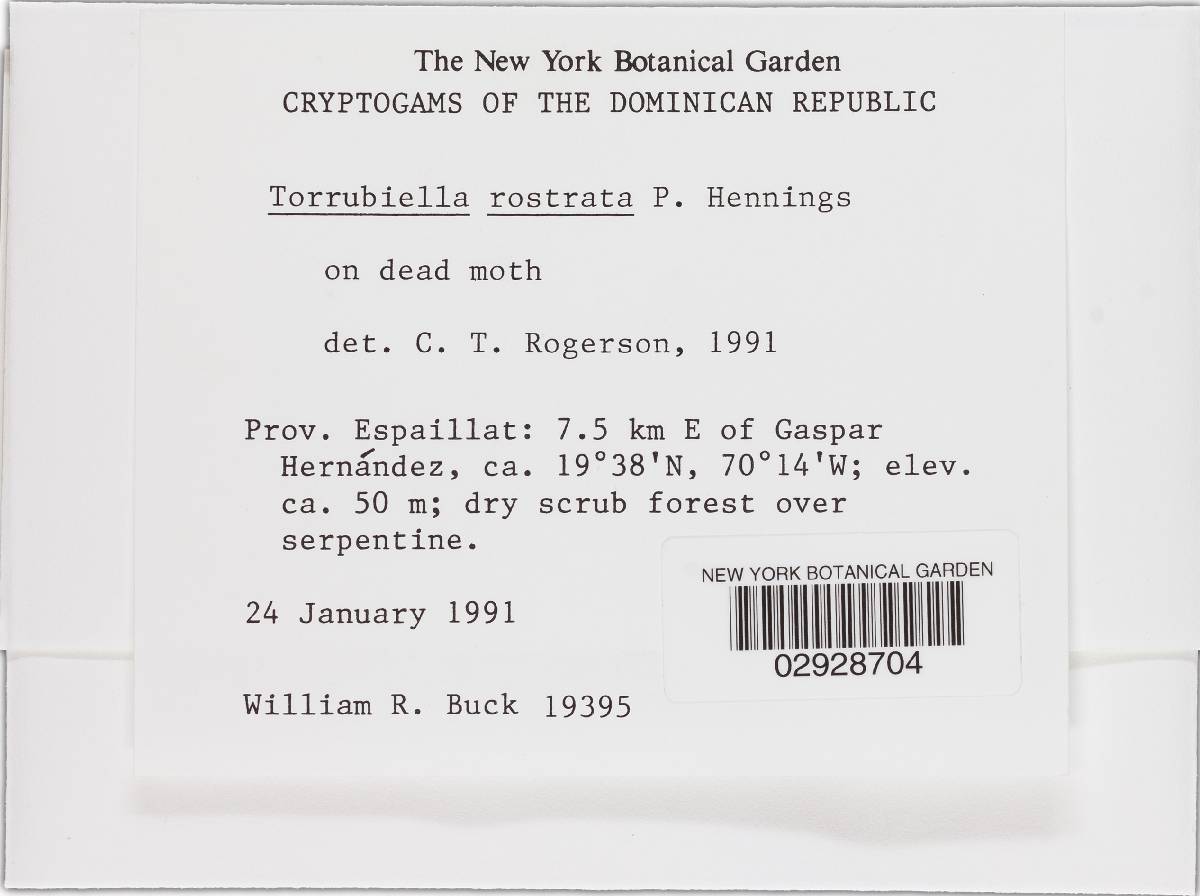 The New York Botanical Garden
CRYPTOGAMS OF THE DOMINICAN REPUBLIC
Torrubiella rostrata P. Hennings
on dead moth
det. C. T. Rogerson, 1991
Prov. Espaillat: 7.5 km E of Gaspar
Hernández, ca. 19°38'N, 70°14'W; elev.
ca. 50 m; dry scrub forest over
serpentine.
24 January 1991
William R. Buck 19395
NEW YORK BOTANICAL GARDEN
02928704